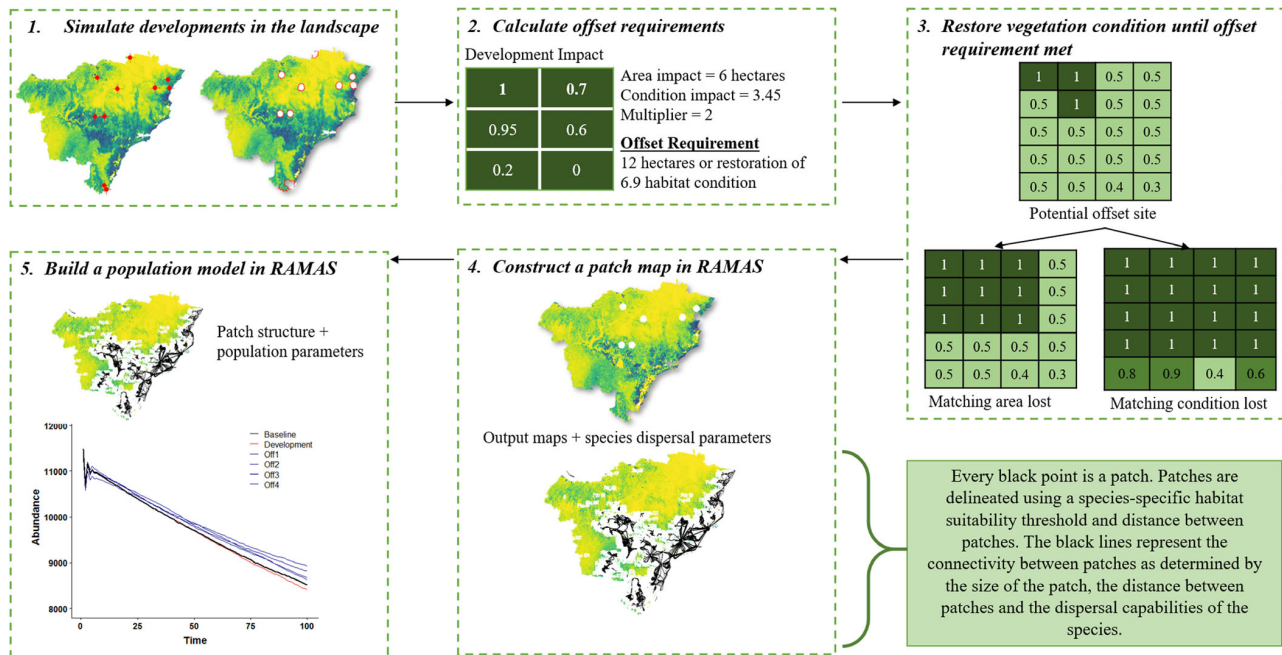 1. Simulate developments in the landscape
2. Calculate offset requirements
Development Impact
1 0.7
0.95 0.6
0.2 0
Area impact = 6 hectares
Condition impact = 3.45
Multiplier = 2
Offset Requirement
12 hectares or restoration of
6.9 habitat condition
3. Restore vegetation condition until offset
requirement met
1 1 0.5 0.5
0.5 1 0.5 0.5
0.5 0.5 0.5 0.5
0.5 0.5 0.5 0.5
0.5 0.5 0.4 0.3
Potential offset site
1 1 1 0.5
1 1 1 0.5
1 1 1 0.5
0.5 0.5 0.5 0.5
0.5 0.5 0.4 0.3
Matching area lost
1 1 1 1
1 1 1 1
1 1 1 1
1 1 1 1
0.8 0.9 0.4 0.6
Matching condition lost
4. Construct a patch map in RAMAS
Output maps + species dispersal parameters
Every black point is a patch. Patches are
delineated using a species-specific habitat
suitability threshold and distance between
patches. The black lines represent the
connectivity between patches as determined by
the size of the patch, the distance between
patches and the dispersal capabilities of the
species.
5. Build a population model in RAMAS
Patch structure +
population parameters
12000
11000
10000
9000
8000
Abundance
Baseline
Development
Off1
Off2
Off3
Off4
0 25 50 75 100
Time